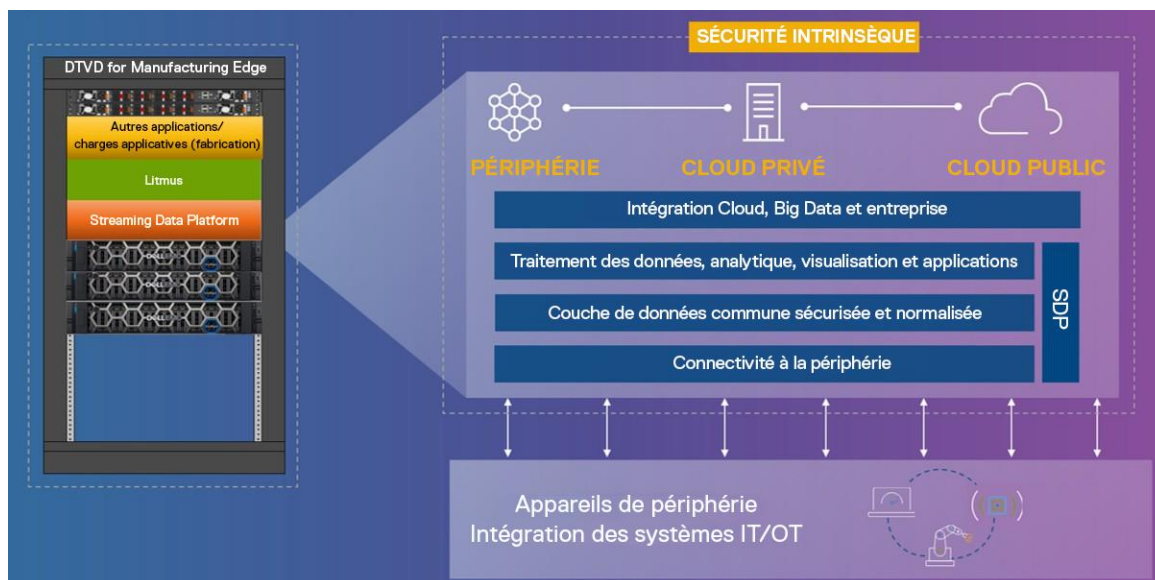 DTVD for Manufacturing Edge
Autres applications/
charges applicatives (fabrication)
Litmus
Streaming Data Platform
SÉCURITÉ INTRINSÈQUE
PÉRIPHÉRIE
CLOUD PRIVÉ
CLOUD PUBLIC
Intégration Cloud, Big Data et entreprise
Traitement des données, analytique, visualisation et applications
Couche de données commune sécurisée et normalisée
Connectivité à la périphérie
SDP
Appareils de périphérie
Intégration des systèmes IT/OT